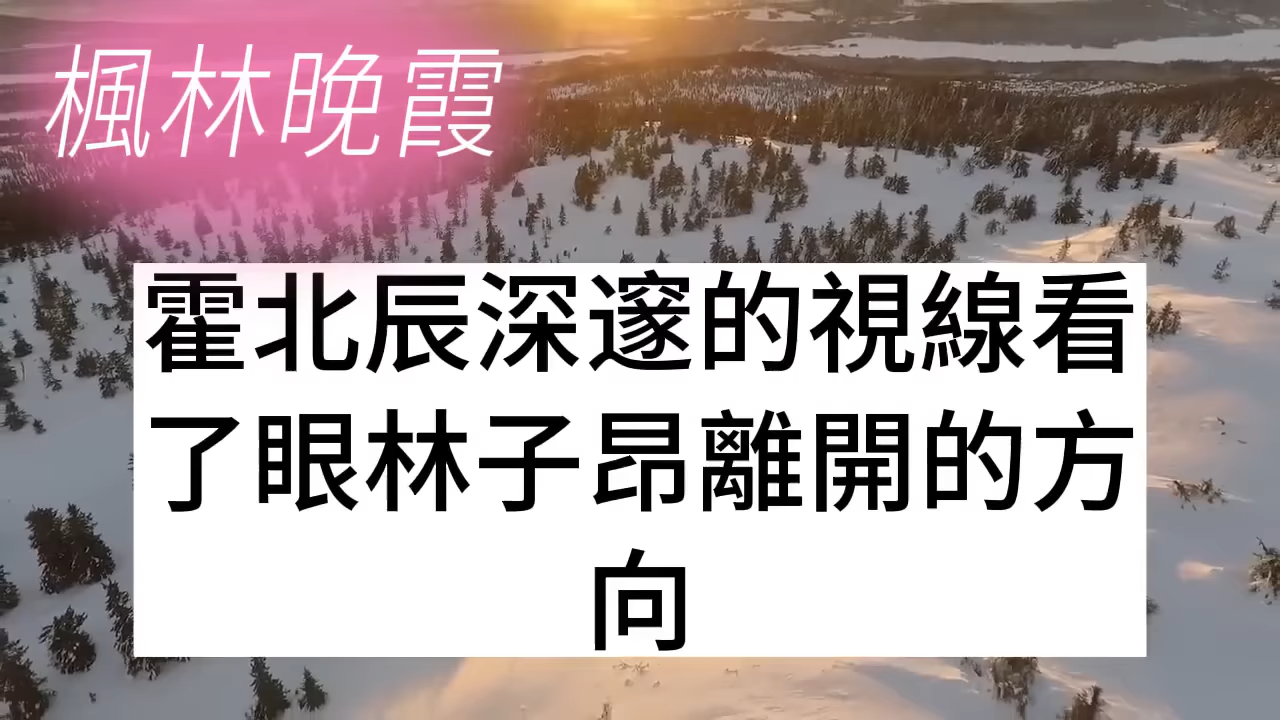 楓林晚霞
霍北辰深邃的視線看
了眼林子昂離開的方
向